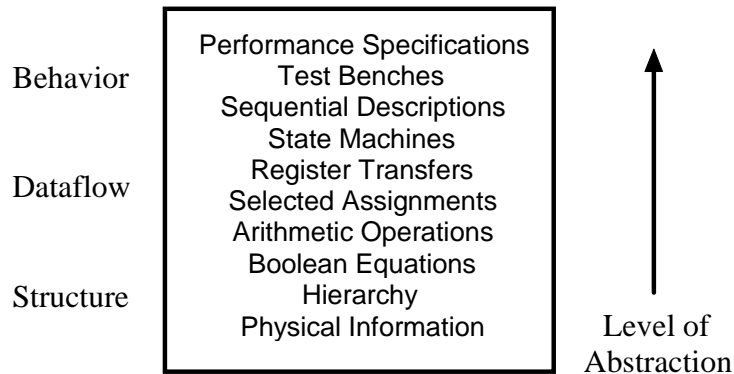 Performance Specifications
Behavior
Test Benches
Sequential Descriptions
State Machines
Register Transfers
Dataflow
Selected Assignments
Arithmetic Operations
Boolean Equations
Structure
Hierarchy
Physical Information
Level of
Abstraction